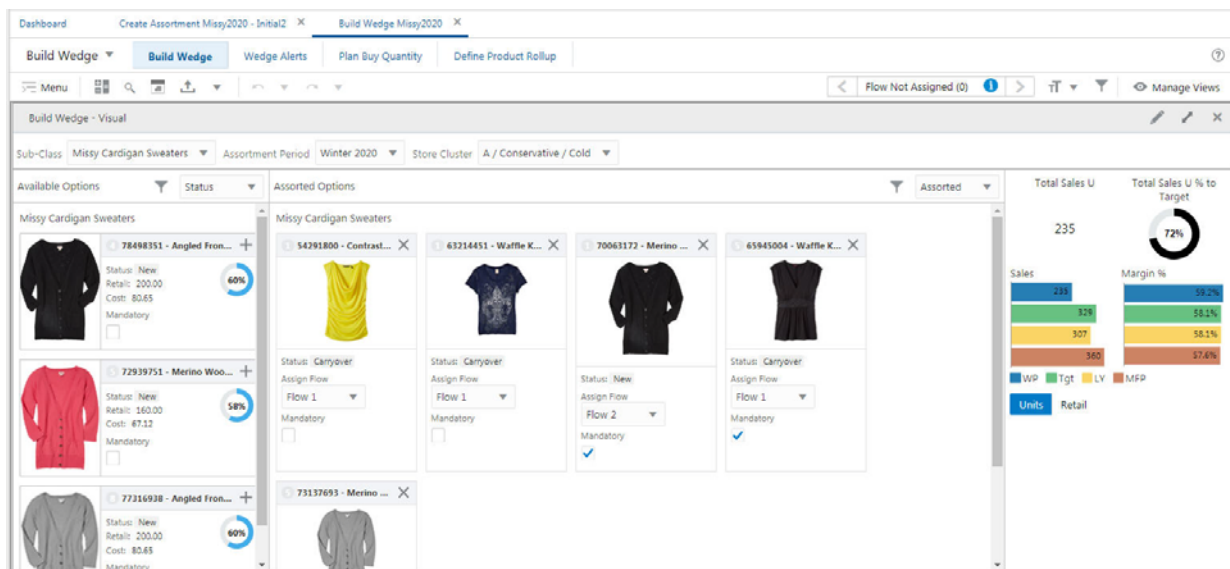 Dashboard
Create Assortment Missy2020 - Initial2
Build Wedge Missy2020
Build Wedge
Build Wedge
Wedge Alerts
Plan Buy Quantity
Define Product Rollup
Menu
Flow Not Assigned (0)
Manage Views
Build Wedge - Visual
Sub-Class Missy Cardigan Sweaters
Assortment Period Winter 2020
Store Cluster A / Conservative / Cold
Available Options
Status
Missy Cardigan Sweaters
78498351 - Angled Fron...
Status: New
Retail: 200.00
Cost: 80.65
Mandatory
60%
72939751 - Merino Woo...
Status: New
Retail: 160.00
Cost: 67.12
Mandatory
58%
77316938 - Angled Fron...
Status: New
Retail: 200.00
Cost: 80.65
Mandatory
60%
Assorted Options
Assorted
Missy Cardigan Sweaters
54291800 - Contrast...
Status: Carryover
Assign Flow
Flow 1
Mandatory
63214451 - Waffle K...
Status: Carryover
Assign Flow
Flow 1
Mandatory
70063172 - Merino ...
Status: New
Assign Flow
Flow 2
Mandatory
65945004 - Waffle K...
Status: Carryover
Assign Flow
Flow 1
Mandatory
73137693 - Merino ...
Total Sales U
235
Total Sales U % to
Target
72%
Sales
235
329
307
360
Margin %
59.2%
58.1%
58.1%
57.6%
WP Tgt LY MFP
Units
Retail